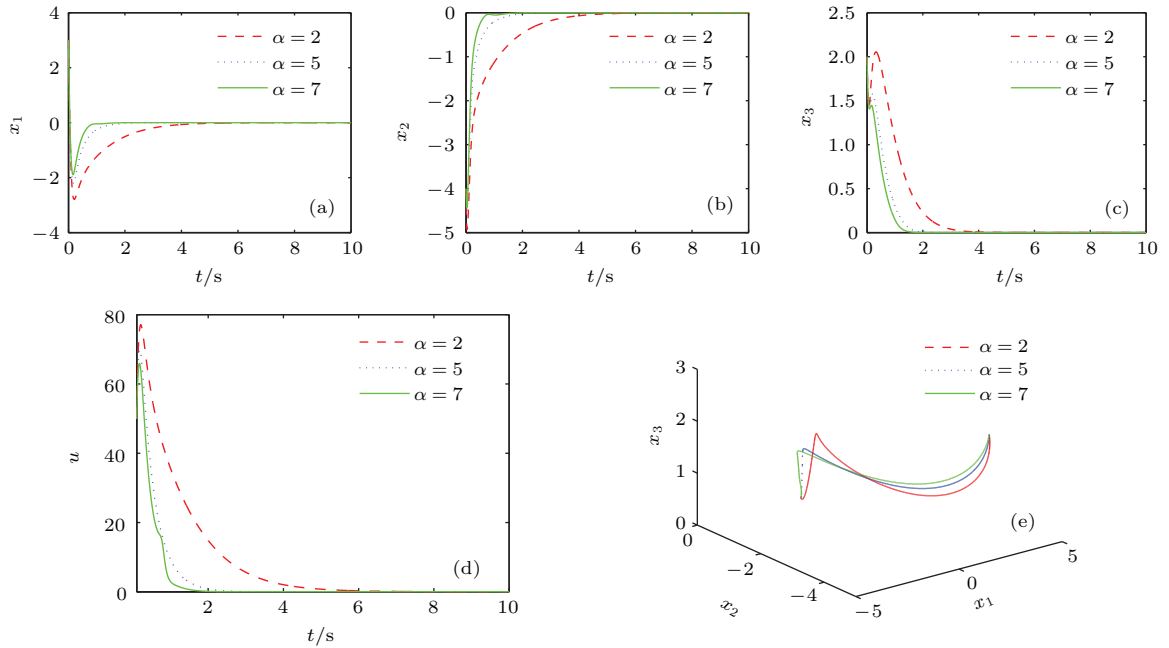 4
2
0
−2
−4
x₁
α = 2
α = 5
α = 7
(a)
0 2 4 6 8 10
t/s
0
−1
−2
−3
−4
−5
x₂
α = 2
α = 5
α = 7
(b)
0 2 4 6 8 10
t/s
2.5
2.0
1.5
1.0
0.5
0
x₃
α = 2
α = 5
α = 7
(c)
0 2 4 6 8 10
t/s
80
60
40
20
0
u
α = 2
α = 5
α = 7
(d)
2 4 6 8 10
t/s
α = 2
α = 5
α = 7
3
2
1
0
x₃
(e)
0
−2
−4
x₂
−5
0
5
x₁